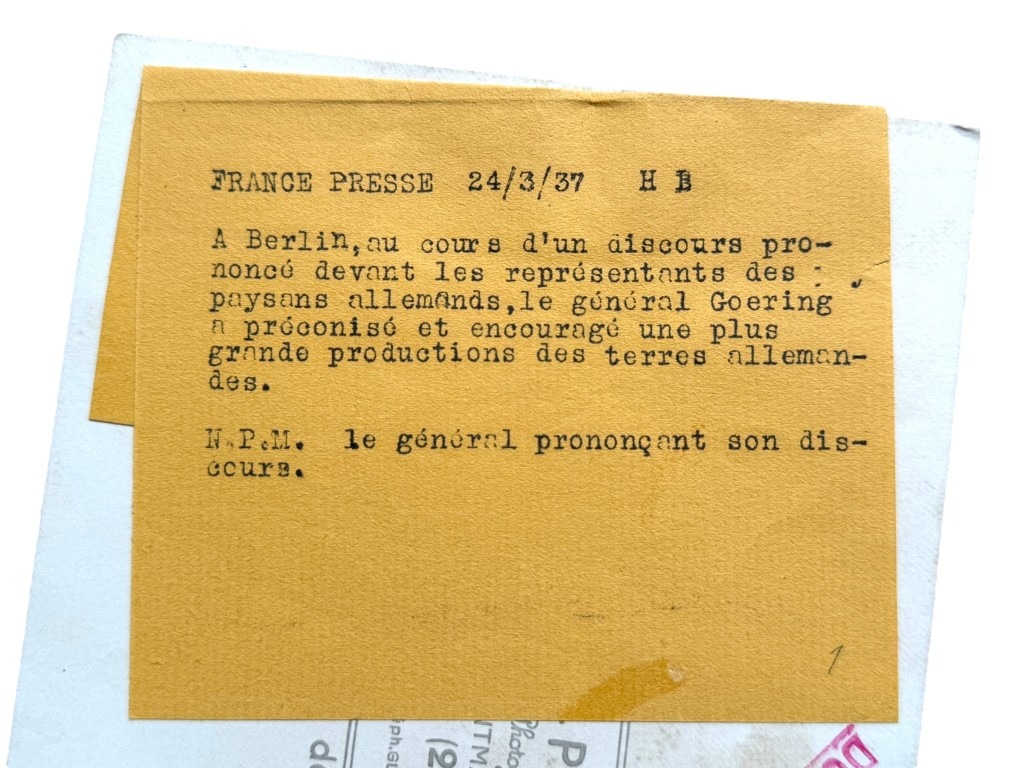 FRANCE PRESSE 24/3/37 H B
A Berlin,au cours d'un discours pro-
noncé devant les représentants des :
paysans allemands,le général Goering
a préconisé et encouragé une plus
grande productions des terres alleman-
des.
N.P.M. le général prononçant son dis-
cours.
1